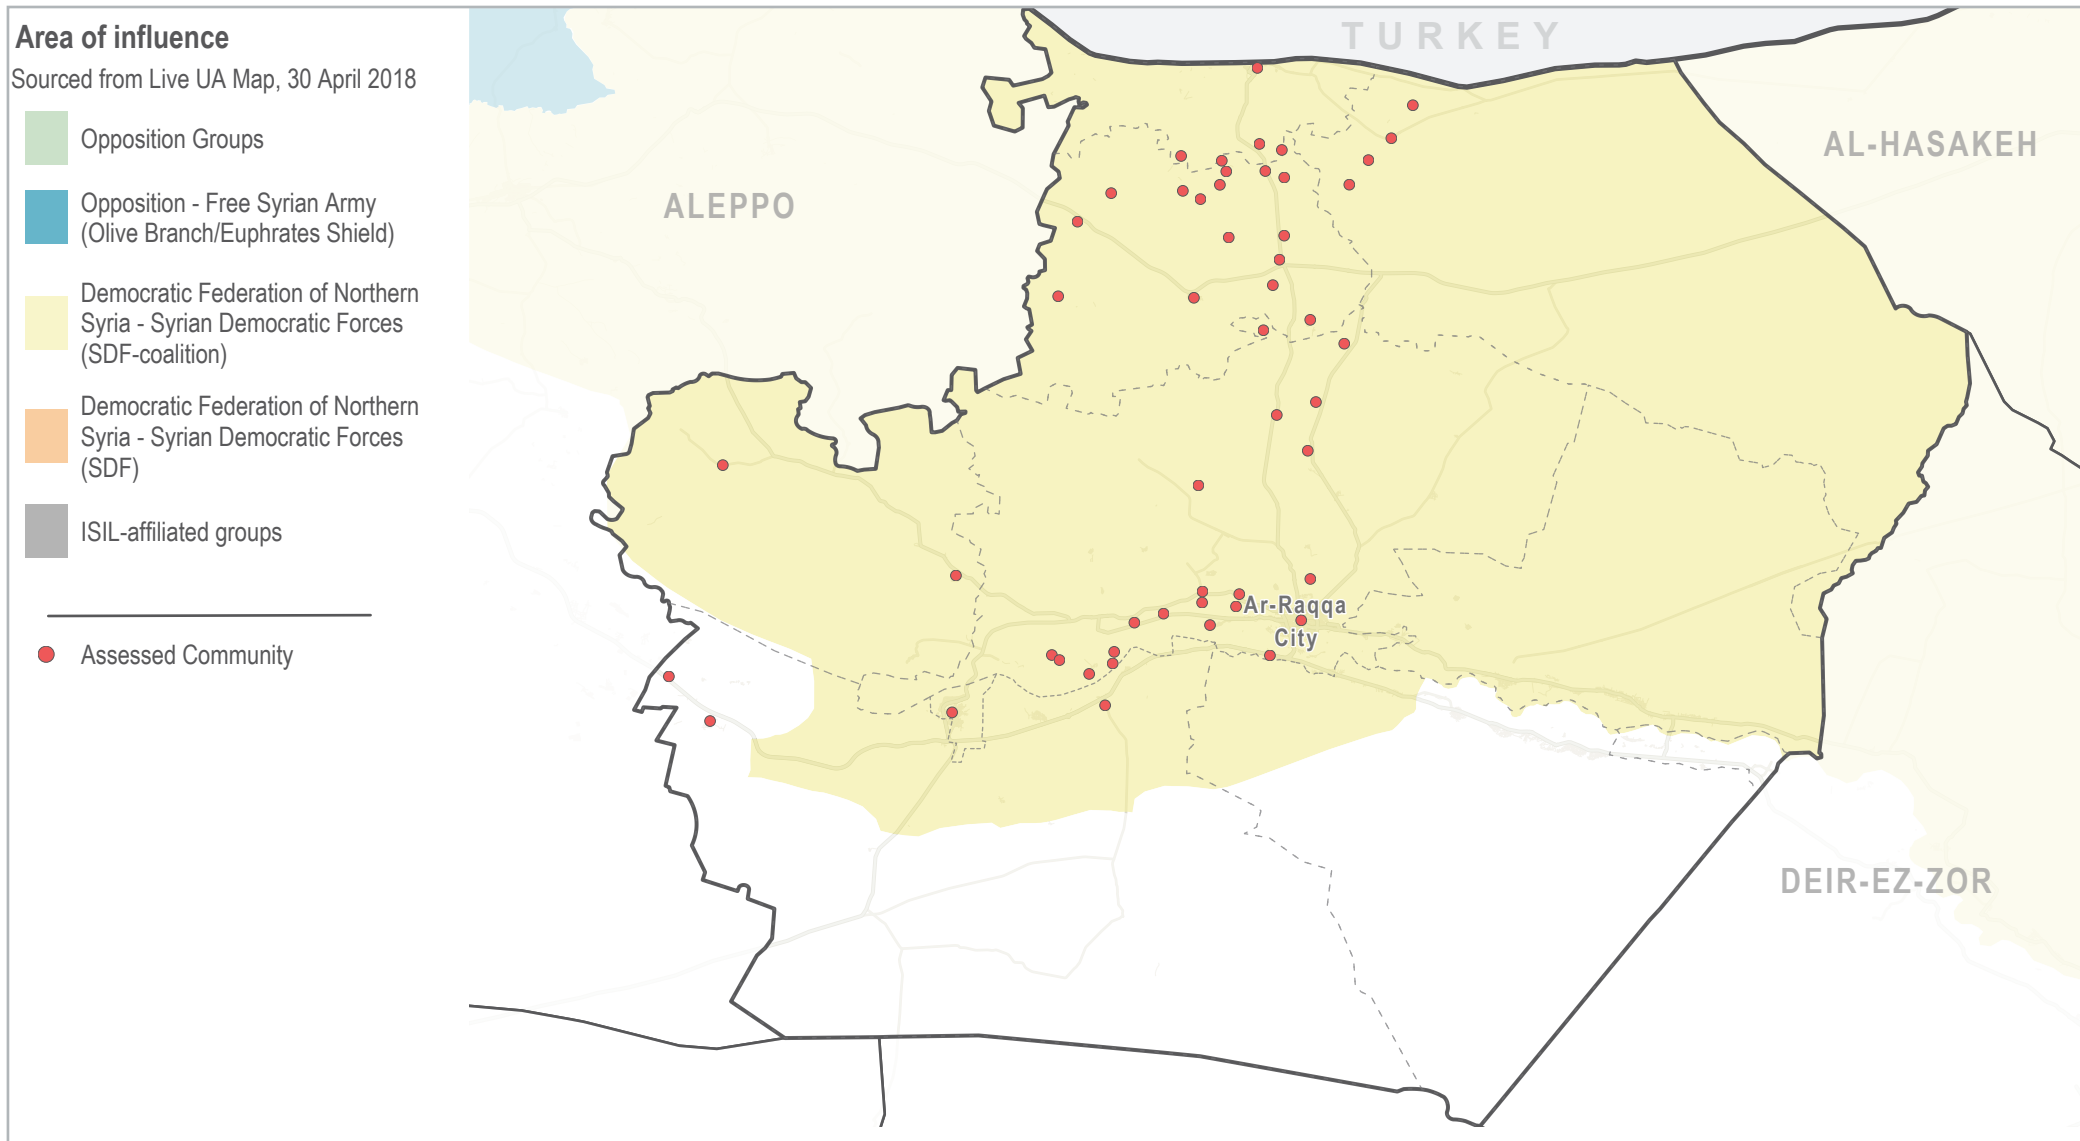 Area of influence
Sourced from Live UA Map, 30 April 2018
Opposition Groups
Opposition - Free Syrian Army
(Olive Branch/Euphrates Shield)
Democratic Federation of Northern
Syria - Syrian Democratic Forces
(SDF-coalition)
Democratic Federation of Northern
Syria - Syrian Democratic Forces
(SDF)
ISIL-affiliated groups
Assessed Community
TURKEY
AL-HASAKEH
ALEPPO
Ar-Raqqa
City
DEIR-EZ-ZOR